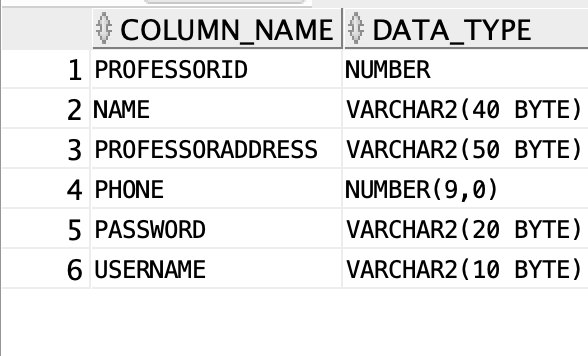 COLUMN_NAME DATA_TYPE
1 PROFESSORID NUMBER
2 NAME VARCHAR2(40 BYTE)
3 PROFESSORADDRESS VARCHAR2(50 BYTE)
4 PHONE NUMBER(9,0)
5 PASSWORD VARCHAR2(20 BYTE)
6 USERNAME VARCHAR2(10 BYTE)